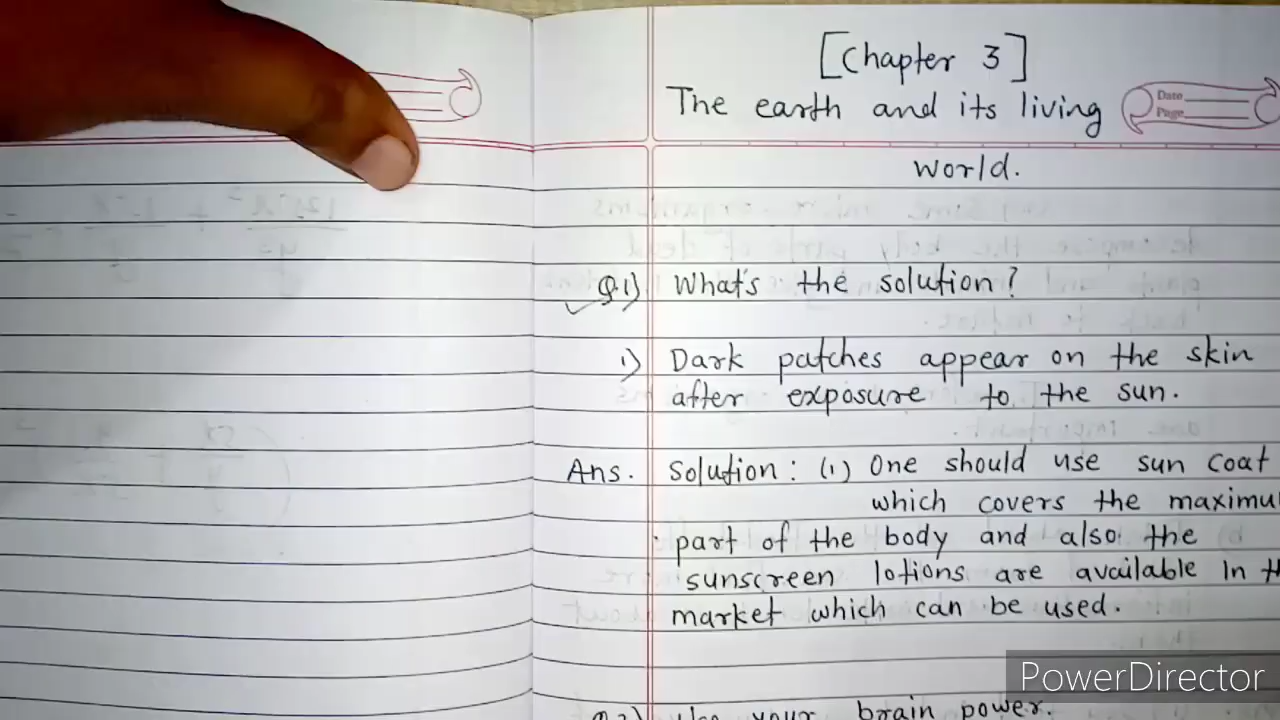 [Chapter 3]
The earth and its living
Date
Page
world.
Q1) What's the solution?
1) Dark patches appear on the skin
after exposure to the sun.
Ans. Solution: (1) One should use sun coat
which covers the
part of the body and also the
sunscreen lotions are available in
market which can be used.
your brain power.
PowerDirector